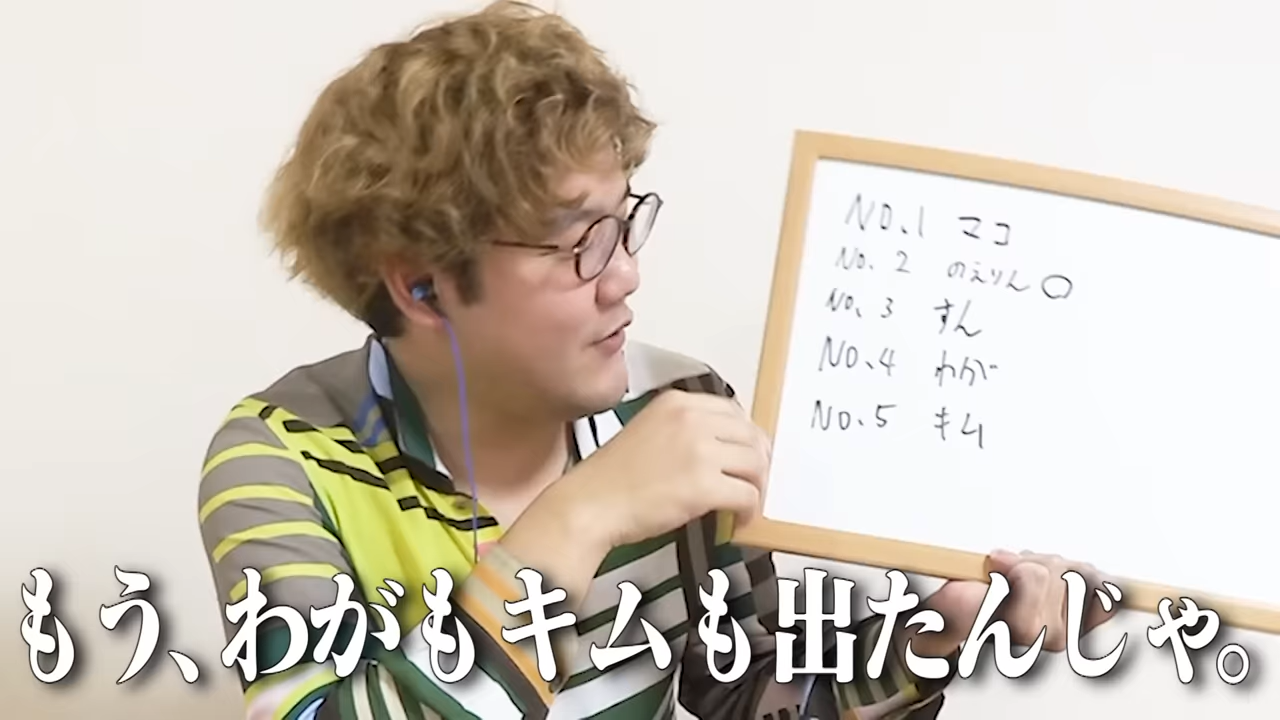 NO.1 マコ
No.2 のえりん○
No.3 すん
NO.4 わが
No.5 キム
もう、わがもキムも出たんじゃ。